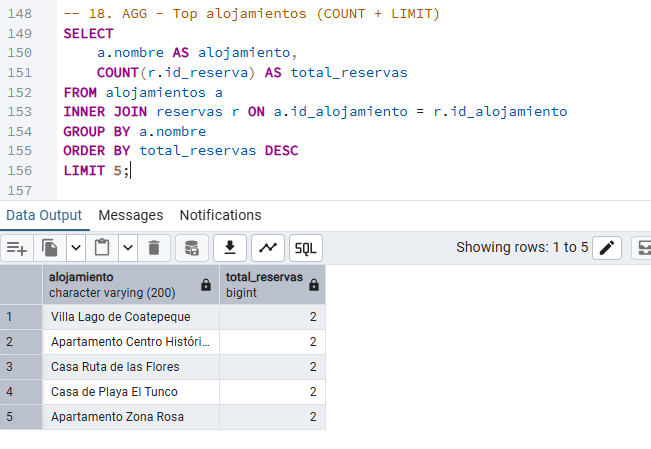 148 -- 18. AGG - Top alojamientos (COUNT + LIMIT)
149 SELECT
150 a.nombre AS alojamiento,
151 COUNT(r.id_reserva) AS total_reservas
152 FROM alojamientos a
153 INNER JOIN reservas r ON a.id_alojamiento = r.id_alojamiento
154 GROUP BY a.nombre
155 ORDER BY total_reservas DESC
156 LIMIT 5;
157
Data Output Messages Notifications
SQL Showing rows: 1 to 5
alojamiento total_reservas
character varying (200) bigint
1 Villa Lago de Coatepeque 2
2 Apartamento Centro Históri... 2
3 Casa Ruta de las Flores 2
4 Casa de Playa El Tunco 2
5 Apartamento Zona Rosa 2